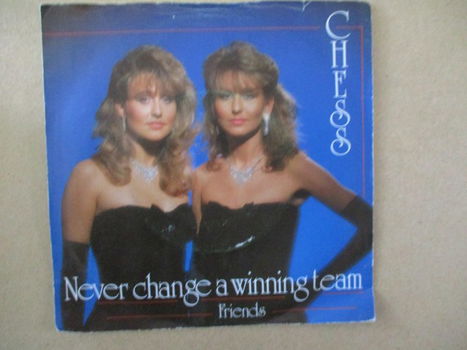 CHESS
Never change a winning team
Friends